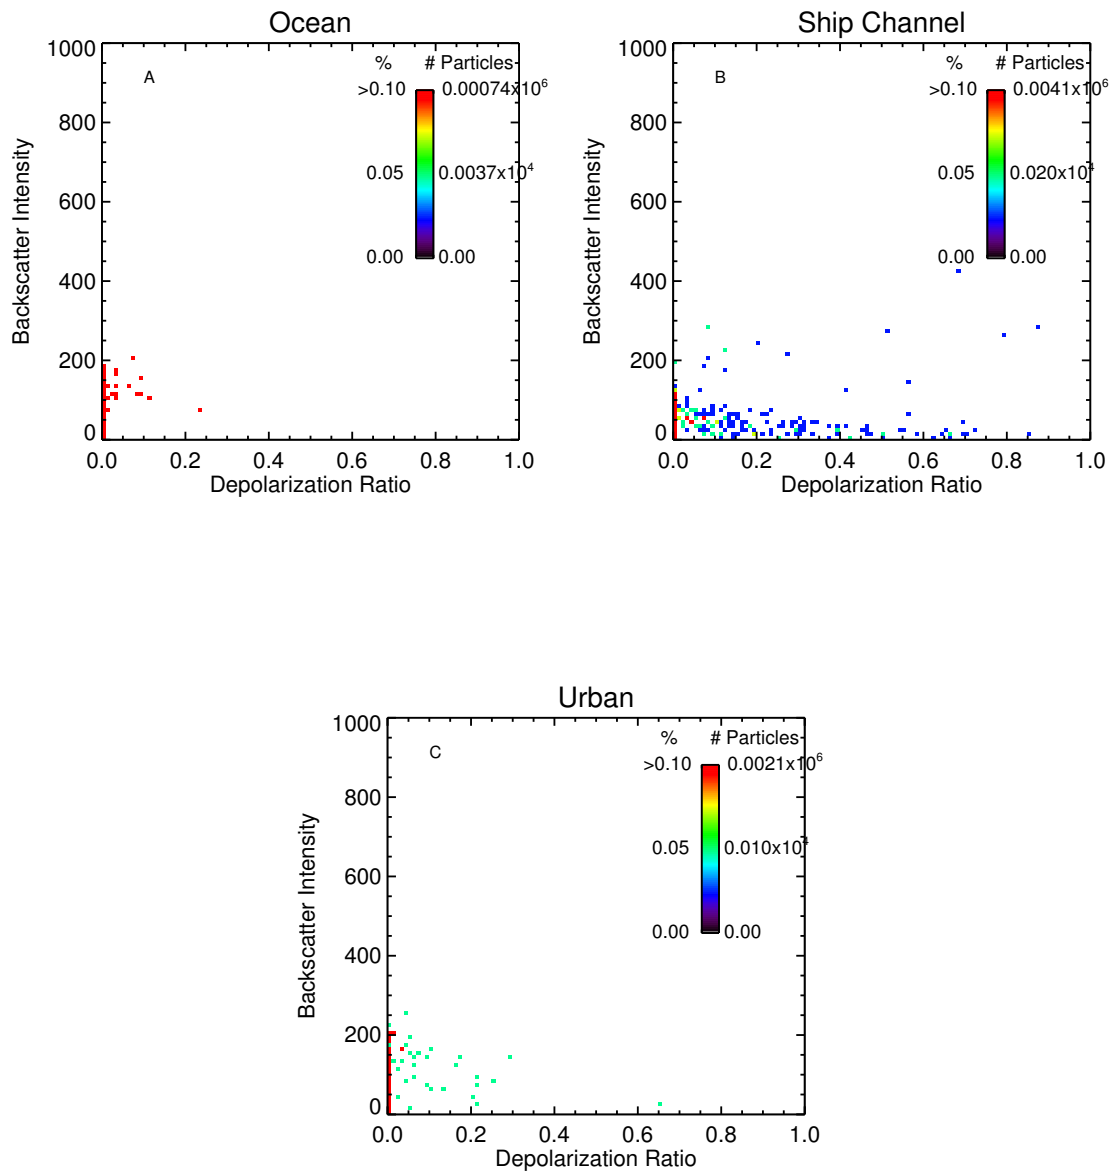 Ocean
A
% # Particles
>0.10 0.00074x10⁶
0.05 0.0037x10⁴
0.00 0.00
1000
800
600
400
200
0
Backscatter Intensity
0.0 0.2 0.4 0.6 0.8 1.0
Depolarization Ratio
Ship Channel
B
% # Particles
>0.10 0.0041x10⁶
0.05 0.020x10⁴
0.00 0.00
1000
800
600
400
200
0
Backscatter Intensity
0.0 0.2 0.4 0.6 0.8 1.0
Depolarization Ratio
Urban
C
% # Particles
>0.10 0.0021x10⁶
0.05 0.010x10⁴
0.00 0.00
1000
800
600
400
200
0
Backscatter Intensity
0.0 0.2 0.4 0.6 0.8 1.0
Depolarization Ratio